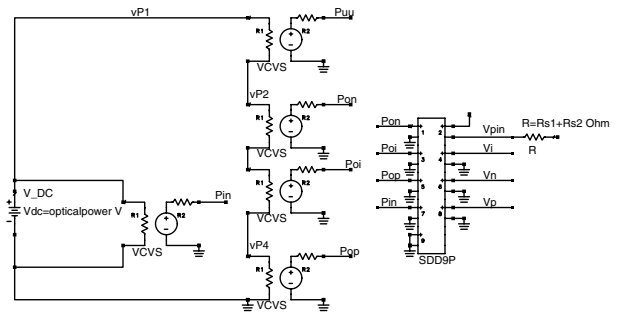 vP1
Puu
R1
R2
VCVS
vP2
Pon
R1
R2
VCVS
Poi
R1
R2
V_DC
Vdc=opticalpower V
Pin
R1
R2
VCVS
vP4
Pop
R1
R2
VCVS
Pon
1
2
Vpin
R=Rs1+Rs2 Ohm
R
Poi
3
4
Vi
Pop
5
6
Vn
Pin
7
8
Vp
9
SDD9P